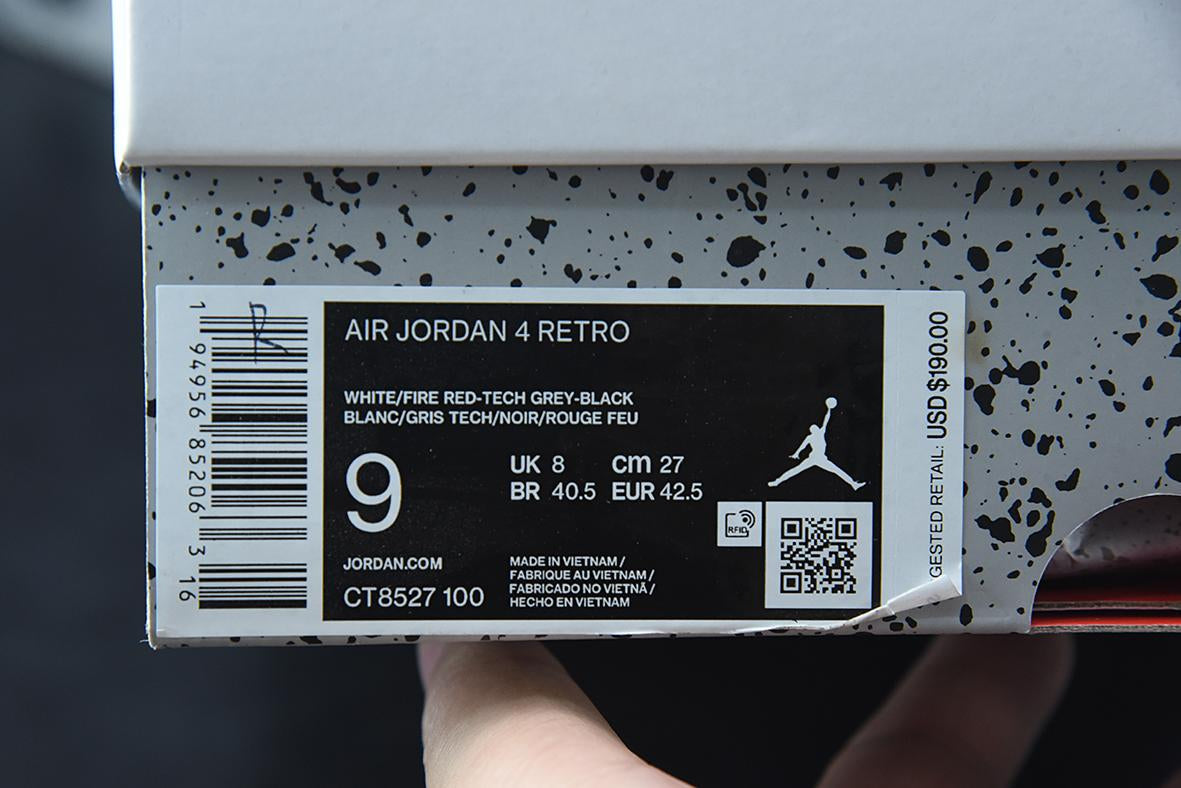 AIR JORDAN 4 RETRO
WHITE/FIRE RED-TECH GREY-BLACK
BLANC/GRIS TECH/NOIR/ROUGE FEU
9
UK 8 cm 27
BR 40.5 EUR 42.5
RFID
JORDAN.COM
CT8527 100
MADE IN VIETNAM /
FABRIQUE AU VIETNAM /
FABRICADO NO VIETNÃ /
HECHO EN VIETNAM
1 94956 85206 3 16
R
GESTED RETAIL: USD $190.00